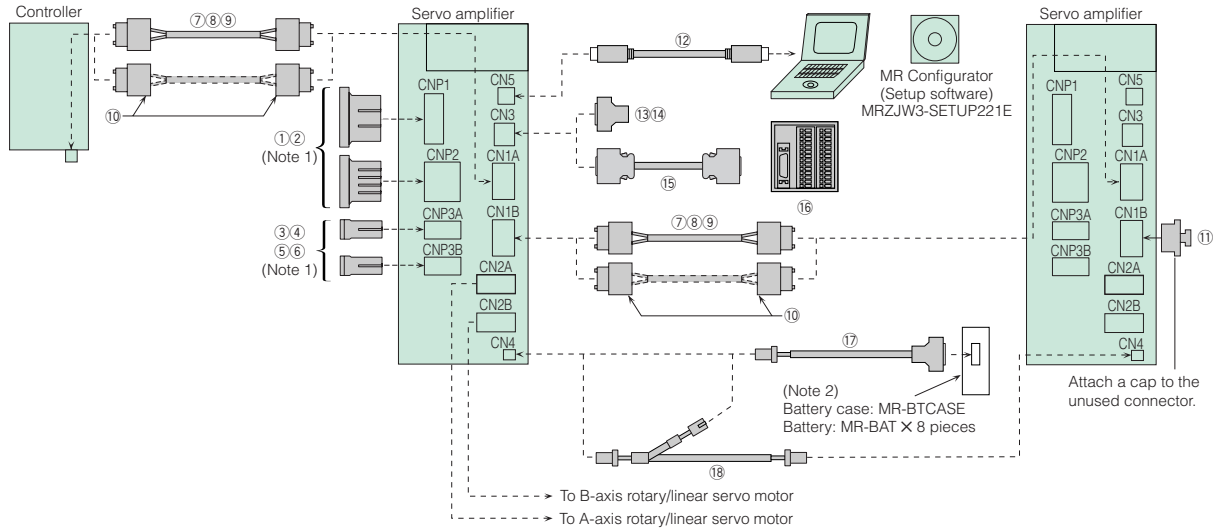 Controller
Servo amplifier
Servo amplifier
⑦⑧⑨
⑩
①②
(Note 1)
③④
⑤⑥
(Note 1)
CNP1
CNP2
CNP3A
CNP3B
CN5
CN3
CN1A
CN1B
CN2A
CN2B
CN4
⑫
MR Configurator
(Setup software)
MRZJW3-SETUP221E
⑬⑭
⑮
⑯
⑦⑧⑨
⑩
⑰
(Note 2)
Battery case: MR-BTCASE
Battery: MR-BAT × 8 pieces
⑱
CNP1
CNP2
CNP3A
CNP3B
CN5
CN3
CN1A
CN1B
CN2A
CN2B
CN4
⑪
Attach a cap to the
unused connector.
To B-axis rotary/linear servo motor
To A-axis rotary/linear servo motor